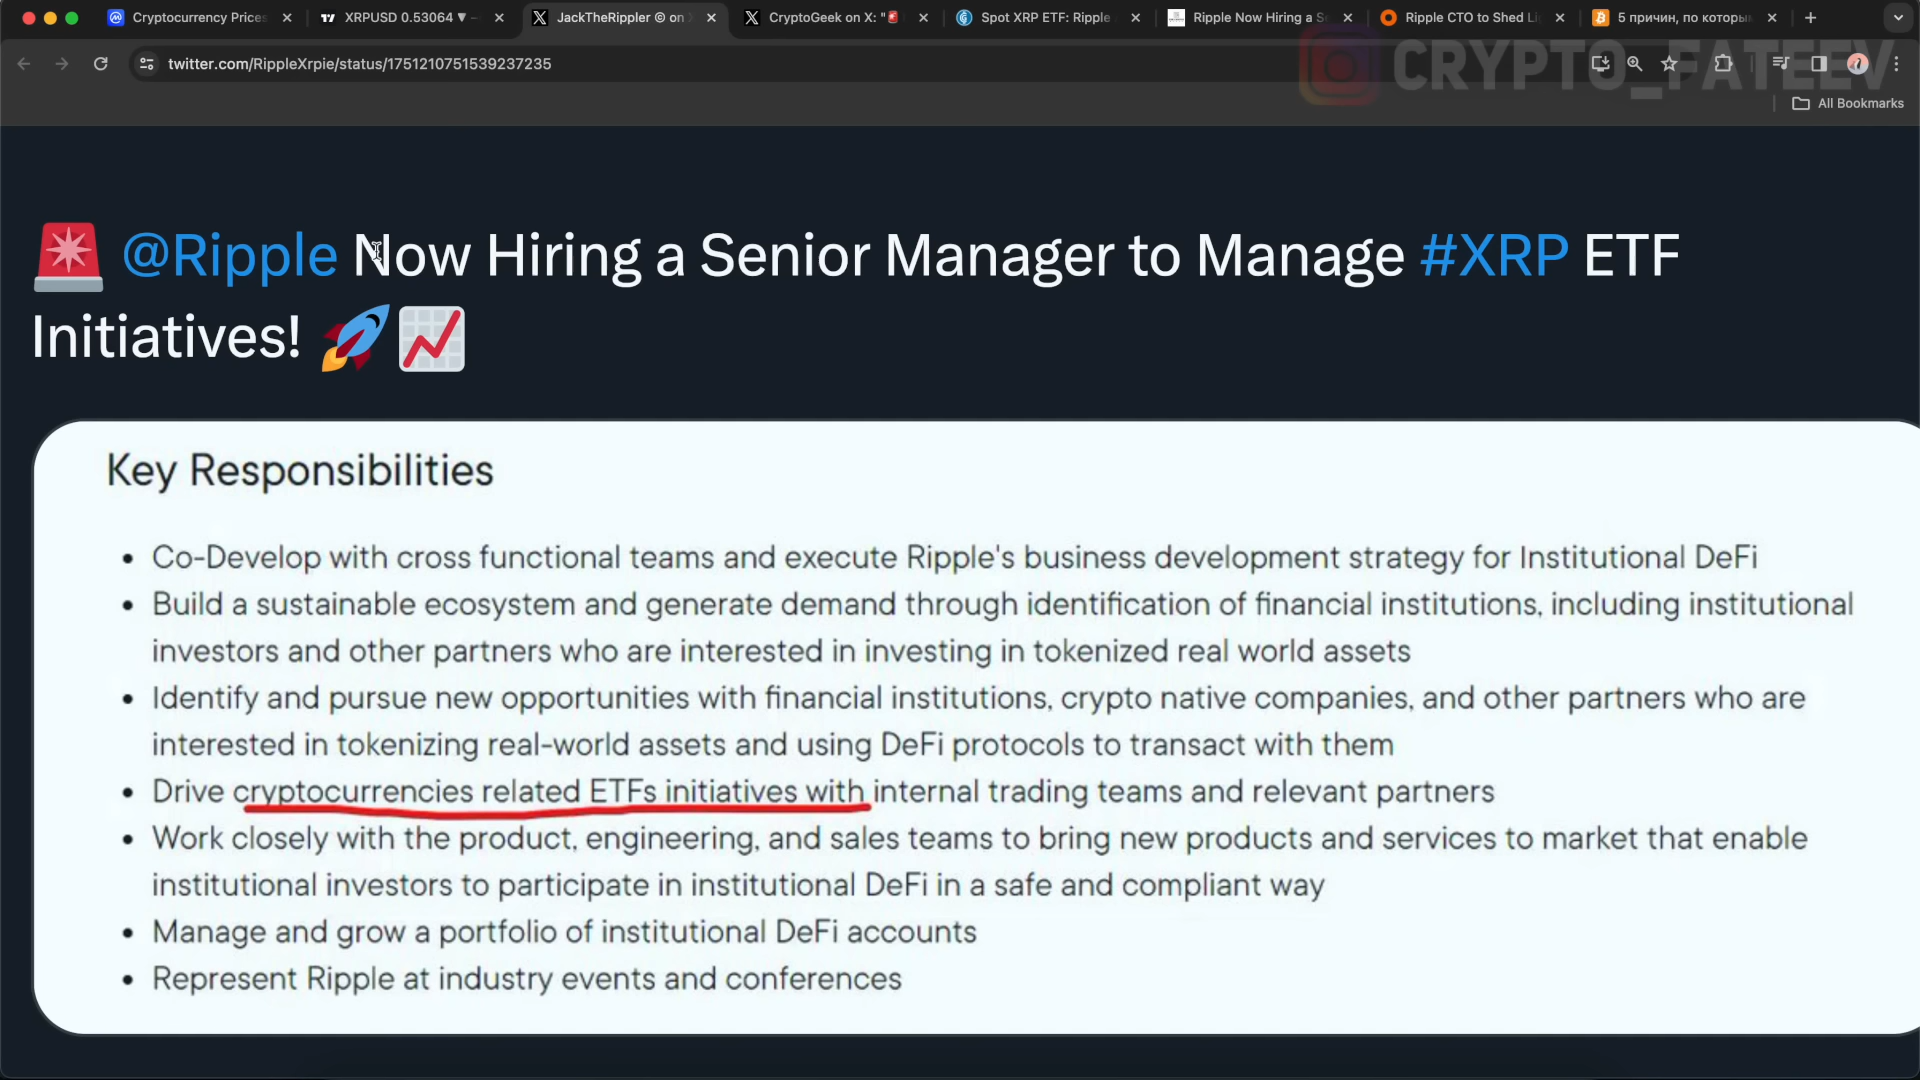 Cryptocurrency Prices
XRPUSD 0.53064 ▼
JackTheRippler © on
CryptoGeek on X: "🚨
Spot XRP ETF: Ripple
Ripple Now Hiring a S
Ripple CTO to Shed Li
5 причин, по которы
twitter.com/RippleXrpie/status/1751210751539237235
CRYPTO_FATEEV
All Bookmarks
🚨 @Ripple Now Hiring a Senior Manager to Manage #XRP ETF
Initiatives! 🚀📈
Key Responsibilities
• Co-Develop with cross functional teams and execute Ripple's business development strategy for Institutional DeFi
• Build a sustainable ecosystem and generate demand through identification of financial institutions, including institutional
investors and other partners who are interested in investing in tokenized real world assets
• Identify and pursue new opportunities with financial institutions, crypto native companies, and other partners who are
interested in tokenizing real-world assets and using DeFi protocols to transact with them
• Drive cryptocurrencies related ETFs initiatives with internal trading teams and relevant partners
• Work closely with the product, engineering, and sales teams to bring new products and services to market that enable
institutional investors to participate in institutional DeFi in a safe and compliant way
• Manage and grow a portfolio of institutional DeFi accounts
• Represent Ripple at industry events and conferences